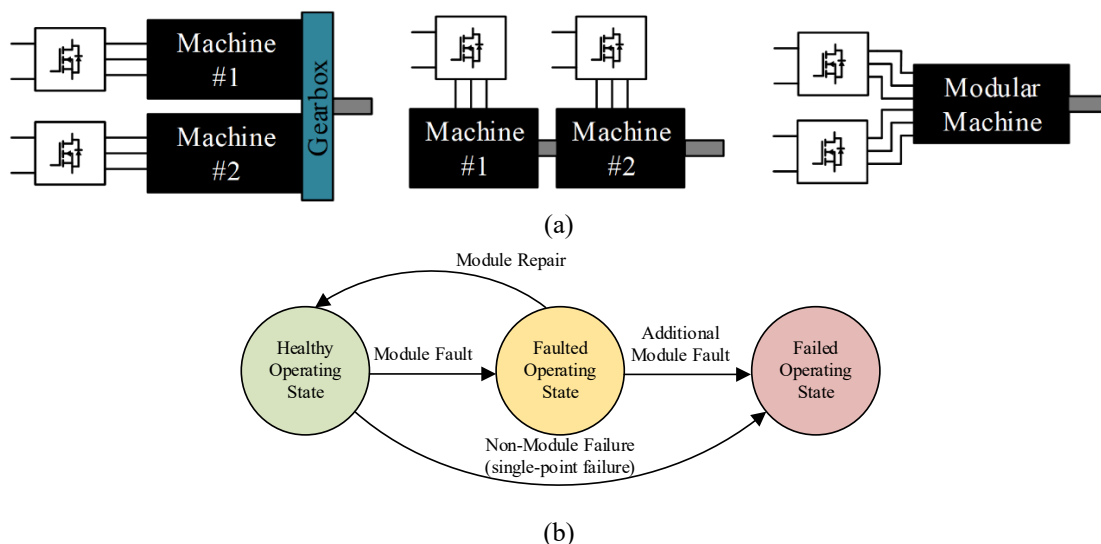 Machine
#1
Machine
#2
Gearbox
Machine
#1
Machine
#2
Modular
Machine
(a)
Module Repair
Healthy
Operating
State
Module Fault
Faulted
Operating
State
Additional
Module Fault
Failed
Operating
State
Non-Module Failure
(single-point failure)
(b)